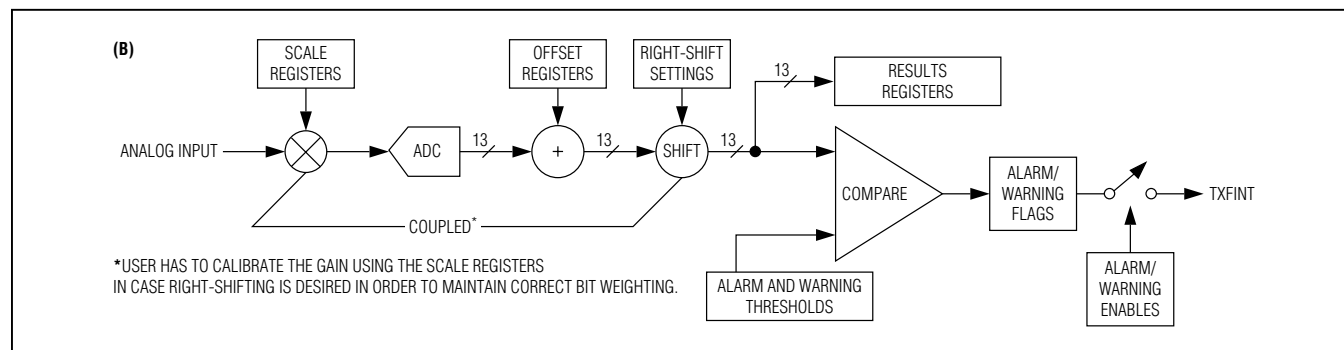 (B)
SCALE
REGISTERS
OFFSET
REGISTERS
RIGHT-SHIFT
SETTINGS
13
RESULTS
REGISTERS
ANALOG INPUT
ADC
13
+
13
SHIFT
13
COMPARE
ALARM/
WARNING
FLAGS
TXFINT
COUPLED*
*USER HAS TO CALIBRATE THE GAIN USING THE SCALE REGISTERS
IN CASE RIGHT-SHIFTING IS DESIRED IN ORDER TO MAINTAIN CORRECT BIT WEIGHTING.
ALARM AND WARNING
THRESHOLDS
ALARM/
WARNING
ENABLES